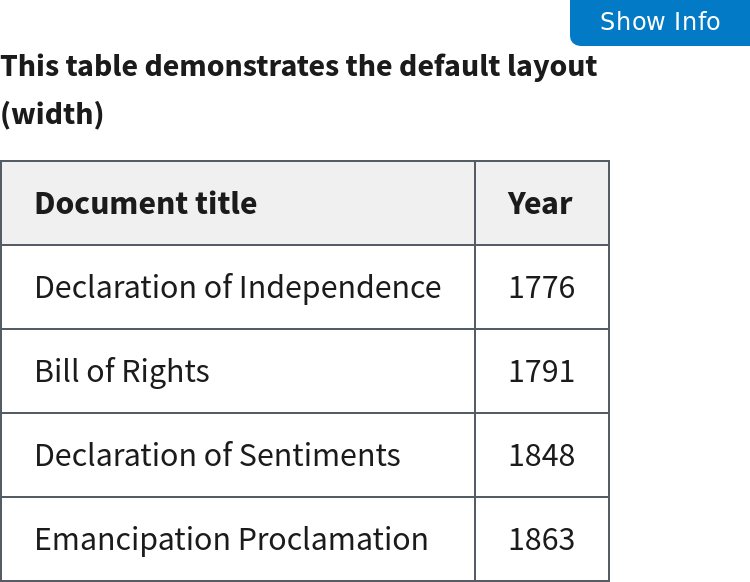 Show Info
This table demonstrates the default layout
(width)
Document title Year
Declaration of Independence 1776
Bill of Rights 1791
Declaration of Sentiments 1848
Emancipation Proclamation 1863